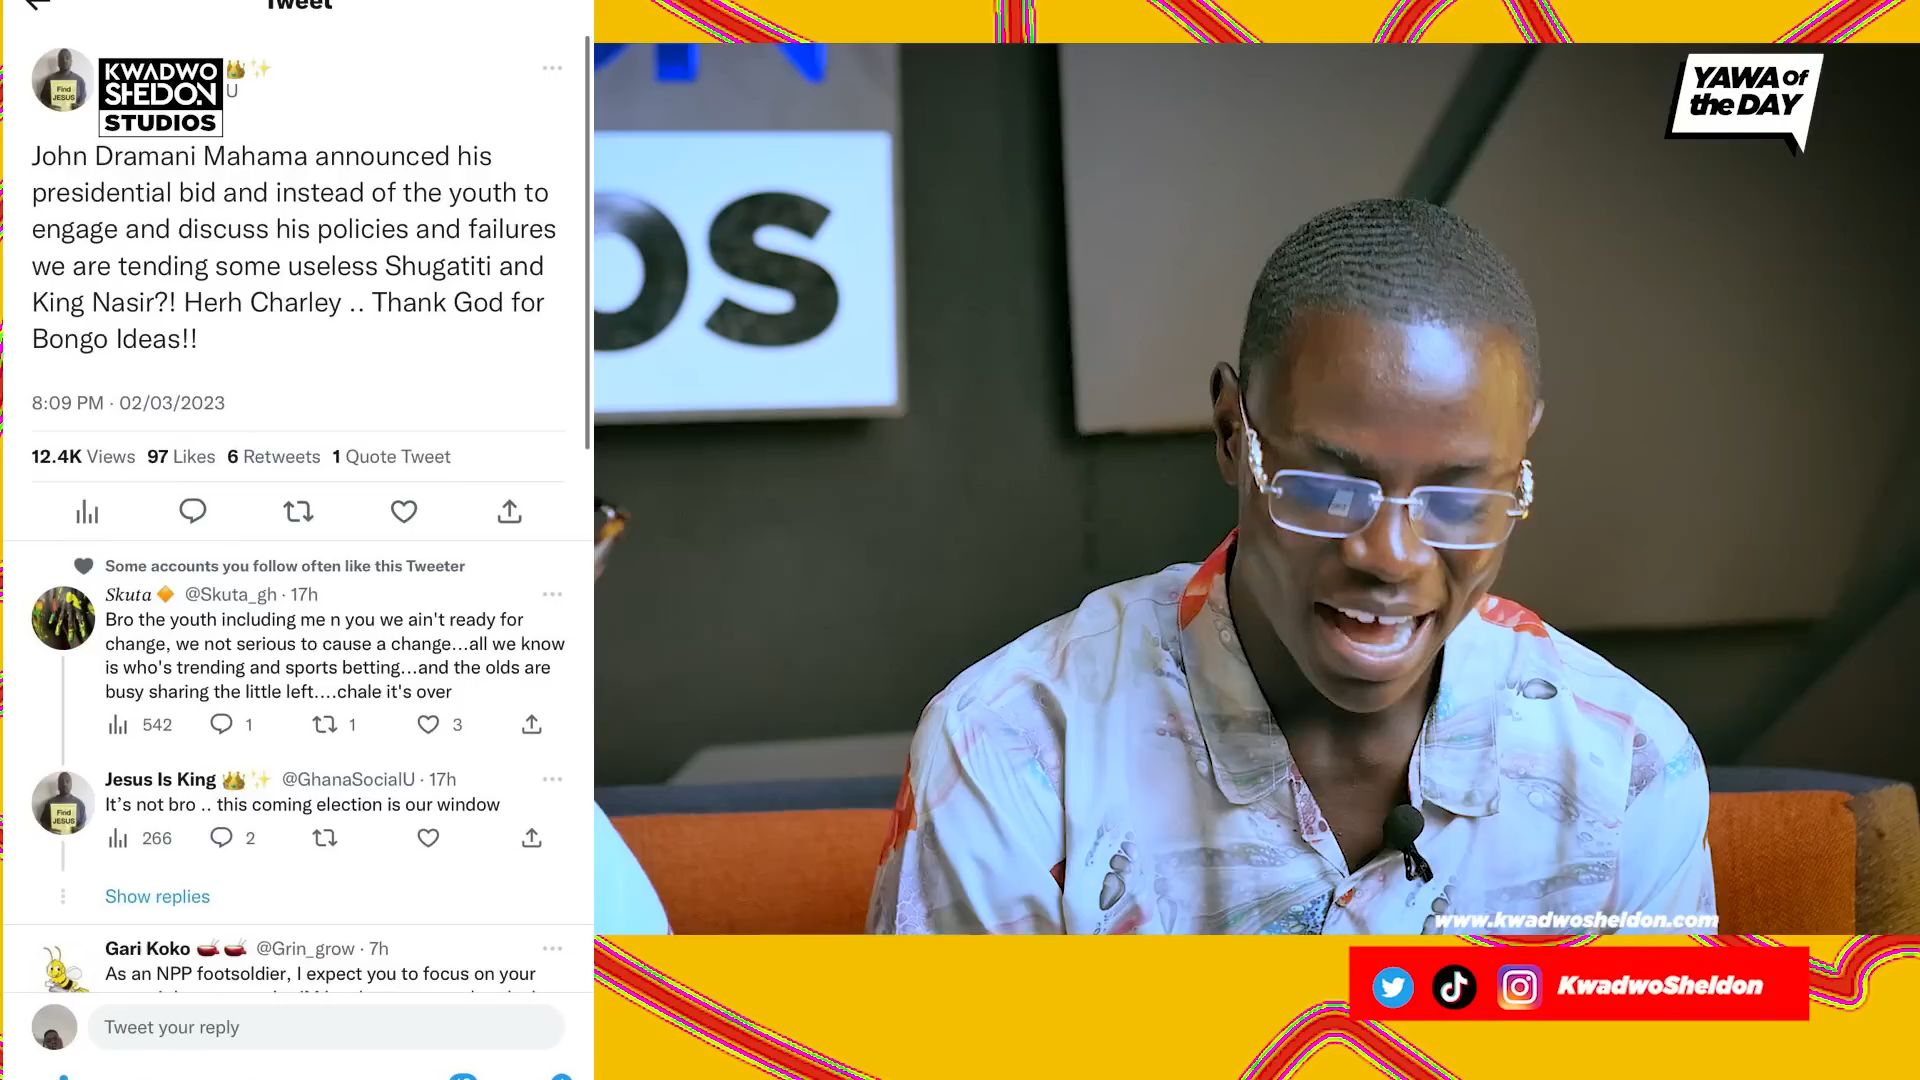 Tweet
KWADWO
SHELDON
STUDIOS
U
John Dramani Mahama announced his
presidential bid and instead of the youth to
engage and discuss his policies and failures
we are tending some useless Shugatiti and
King Nasir?! Herh Charley .. Thank God for
Bongo Ideas!!
8:09 PM · 02/03/2023
12.4K Views 97 Likes 6 Retweets 1 Quote Tweet
Some accounts you follow often like this Tweeter
Skuta @Skuta_gh · 17h
Bro the youth including me n you we ain't ready for
change, we not serious to cause a change...all we know
is who's trending and sports betting...and the olds are
busy sharing the little left....chale it's over
542 1 1 3
Jesus Is King @GhanaSocialU · 17h
It's not bro .. this coming election is our window
266 2
Show replies
Gari Koko @Grin_grow · 7h
As an NPP footsoldier, I expect you to focus on your
Tweet your reply
Find
JESUS
Find
JESUS
OS
YAWA of
the DAY
www.kwadwosheldon.com
KwadwoSheldon